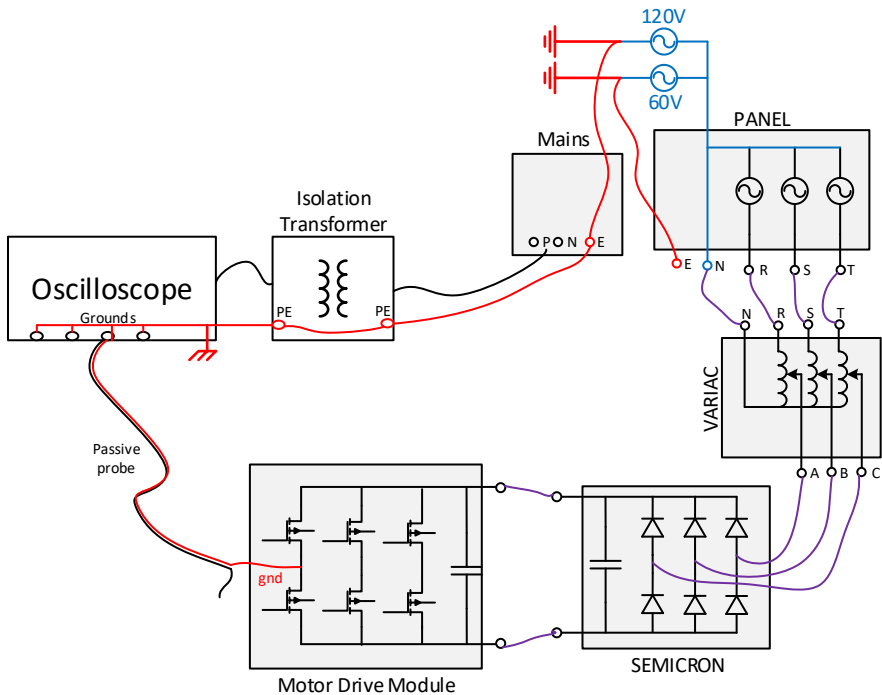 120V
60V
PANEL
Mains
P N E
Isolation
Transformer
Oscilloscope
Grounds
PE
PE
E N R S T
N R S T
VARIAC
A B C
Passive
probe
gnd
Motor Drive Module
SEMICRON